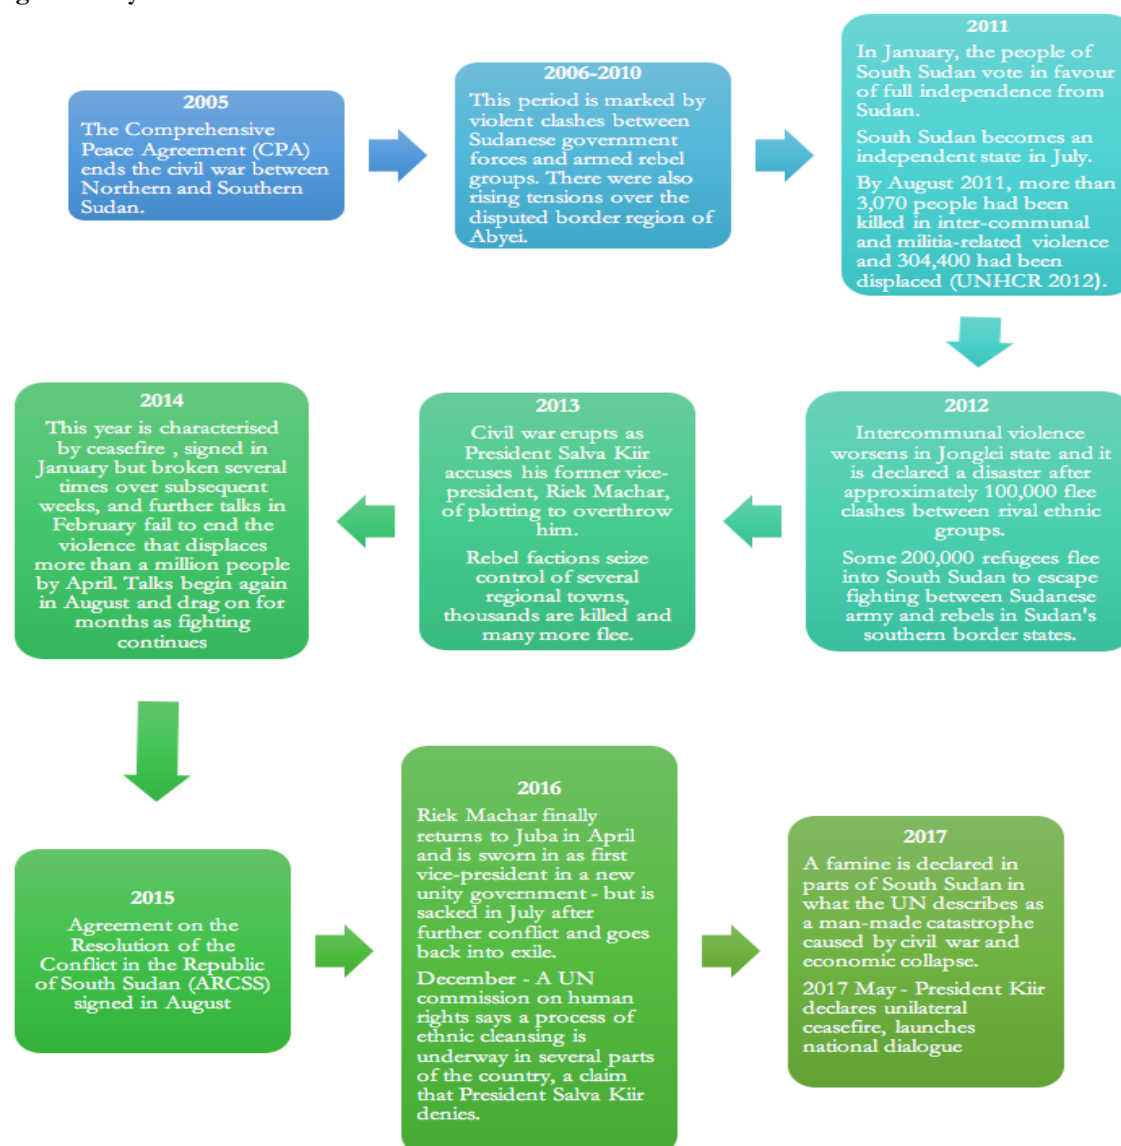 2005
The Comprehensive
Peace Agreement (CPA)
ends the civil war between
Northern and Southern
Sudan.
2006-2010
This period is marked by
violent clashes between
Sudanese government
forces and armed rebel
groups. There were also
rising tensions over the
disputed border region of
Abyei.
2011
In January, the people of
South Sudan vote in favour
of full independence from
Sudan.
South Sudan becomes an
independent state in July.
By August 2011, more than
3,070 people had been
killed in inter-communal
and militia-related violence
and 304,400 had been
displaced (UNHCR 2012).
2012
Intercommunal violence
worsens in Jonglei state and it
is declared a disaster after
approximately 100,000 flee
clashes between rival ethnic
groups.
Some 200,000 refugees flee
into South Sudan to escape
fighting between Sudanese
army and rebels in Sudan's
southern border states.
2013
Civil war erupts as
President Salva Kiir
accuses his former vice-
president, Riek Machar,
of plotting to overthrow
him.
Rebel factions seize
control of several
regional towns,
thousands are killed and
many more flee.
2014
This year is characterised
by ceasefire , signed in
January but broken several
times over subsequent
weeks, and further talks in
February fail to end the
violence that displaces
more than a million people
by April. Talks begin again
in August and drag on for
months as fighting
continues
2015
Agreement on the
Resolution of the
Conflict in the Republic
of South Sudan (ARCSS)
signed in August
2016
Riek Machar finally
returns to Juba in April
and is sworn in as first
vice-president in a new
unity government - but is
sacked in July after
further conflict and goes
back into exile.
December - A UN
commission on human
rights says a process of
ethnic cleansing is
underway in several parts
of the country, a claim
that President Salva Kiir
denies.
2017
A famine is declared in
parts of South Sudan in
what the UN describes as
a man-made catastrophe
caused by civil war and
economic collapse.
2017 May - President Kiir
declares unilateral
ceasefire, launches
national dialogue